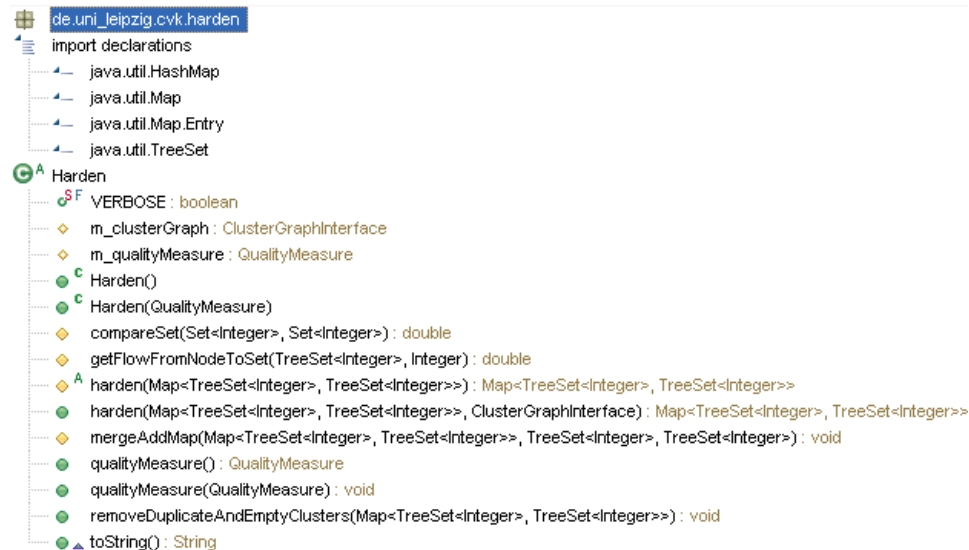 de.uni_leipzig.cvk.harden
import declarations
java.util.HashMap
java.util.Map
java.util.Map.Entry
java.util.TreeSet
C A Harden
S F VERBOSE : boolean
m_clusterGraph : ClusterGraphInterface
m_qualityMeasure : QualityMeasure
C Harden()
C Harden(QualityMeasure)
compareSet(Set<Integer>, Set<Integer>) : double
getFlowFromNodeToSet(TreeSet<Integer>, Integer) : double
A harden(Map<TreeSet<Integer>, TreeSet<Integer>>) : Map<TreeSet<Integer>, TreeSet<Integer>>
harden(Map<TreeSet<Integer>, TreeSet<Integer>>, ClusterGraphInterface) : Map<TreeSet<Integer>, TreeSet<Integer>>
mergeAddMap(Map<TreeSet<Integer>, TreeSet<Integer>>, TreeSet<Integer>, TreeSet<Integer>) : void
qualityMeasure() : QualityMeasure
qualityMeasure(QualityMeasure) : void
removeDuplicateAndEmptyClusters(Map<TreeSet<Integer>, TreeSet<Integer>>) : void
toString() : String